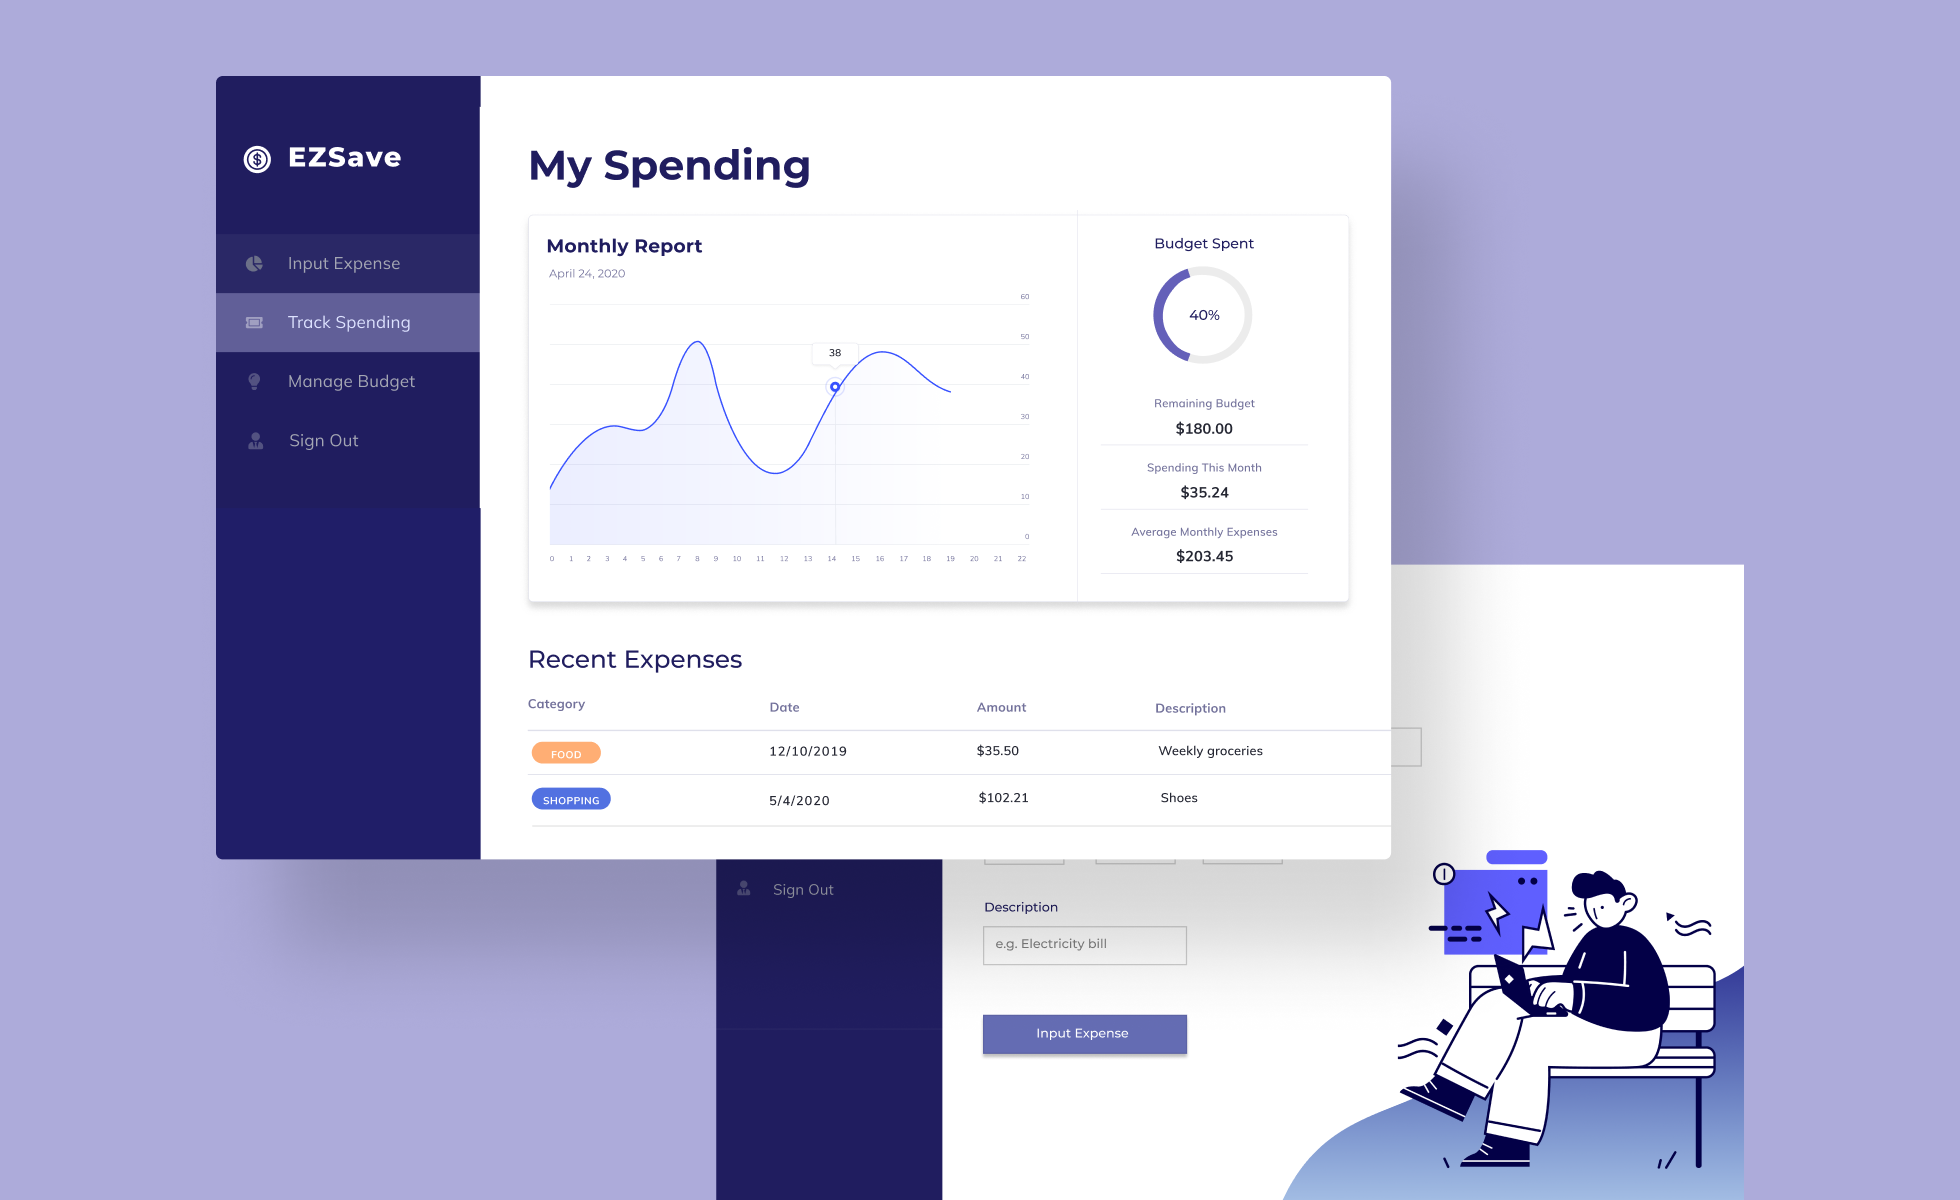 EZSave
Input Expense
Track Spending
Manage Budget
Sign Out
My Spending
Monthly Report
April 24, 2020
60
50
40
30
20
10
0
38
0 1 2 3 4 5 6 7 8 9 10 11 12 13 14 15 16 17 18 19 20 21 22
Budget Spent
40%
Remaining Budget
$180.00
Spending This Month
$35.24
Average Monthly Expenses
$203.45
Recent Expenses
Category Date Amount Description
FOOD 12/10/2019 $35.50 Weekly groceries
SHOPPING 5/4/2020 $102.21 Shoes
Sign Out
Description
e.g. Electricity bill
Input Expense